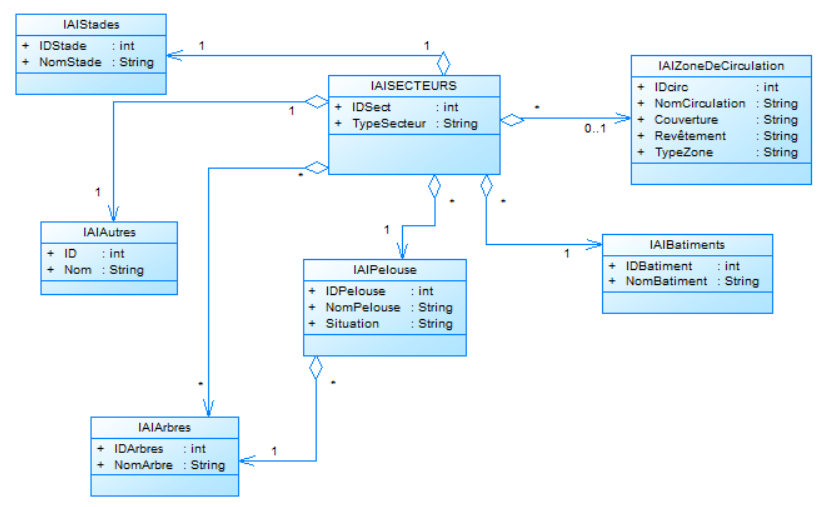 IAIStades
+ IDStade : int
+ NomStade : String
1
1
IAISECTEURS
+ IDSect : int
+ TypeSecteur : String
IAIZoneDeCirculation
+ IDcirc : int
+ NomCirculation : String
+ Couverture : String
+ Revêtement : String
+ TypeZone : String
*
0..1
1
1
*
*
*
*
1
1
IAIAutres
+ ID : int
+ Nom : String
IAIPelouse
+ IDPelouse : int
+ NomPelouse : String
+ Situation : String
IAIBatiments
+ IDBatiment : int
+ NomBatiment : String
*
1
IAIArbres
+ IDArbres : int
+ NomArbre : String